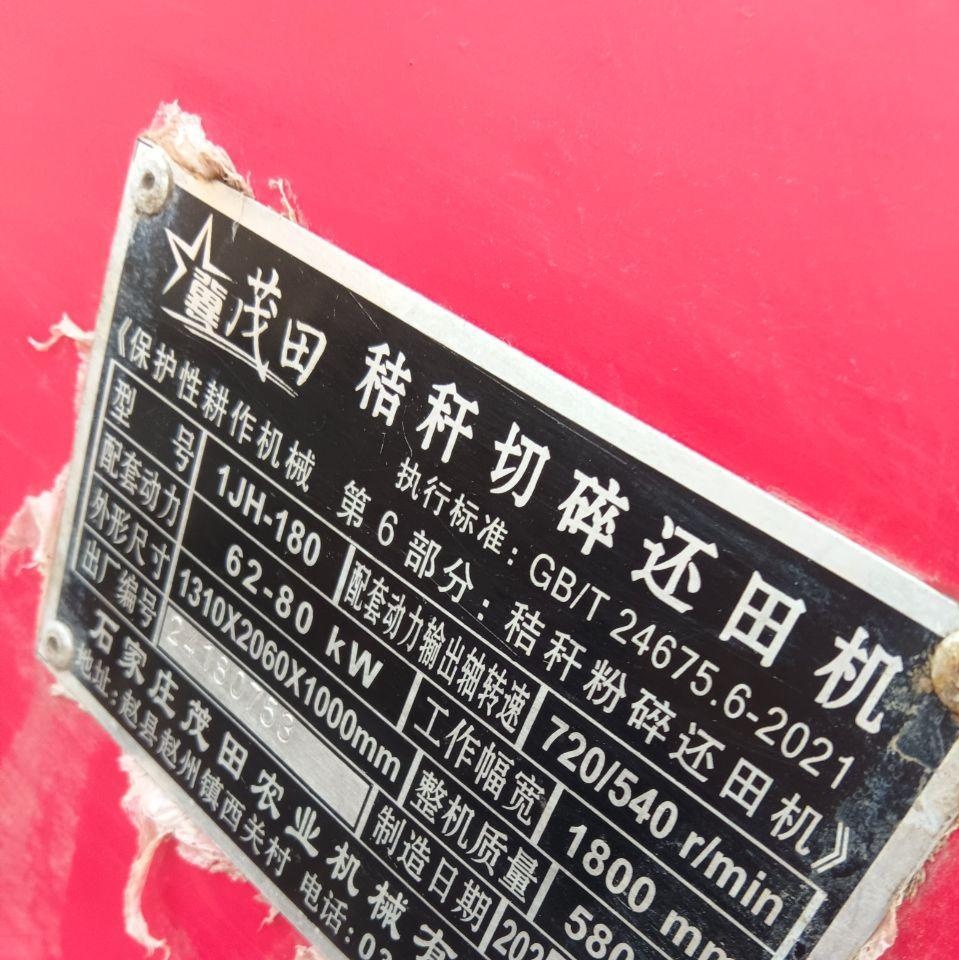 冀茂田 秸秆切碎还田机
执行标准：GB/T 24675.6-2021
《保护性耕作机械 第6部分：秸秆粉碎还田机》
型号 1JH-180 配套动力输出轴转速 720/540 r/min
配套动力 62-80 kW 工作幅宽 1800 mm
外形尺寸 1310X2060X1000mm 整机质量 580
出厂编号 制造日期 202
石家庄茂田农业机械有
地址：赵县赵州镇西关村 电话：03